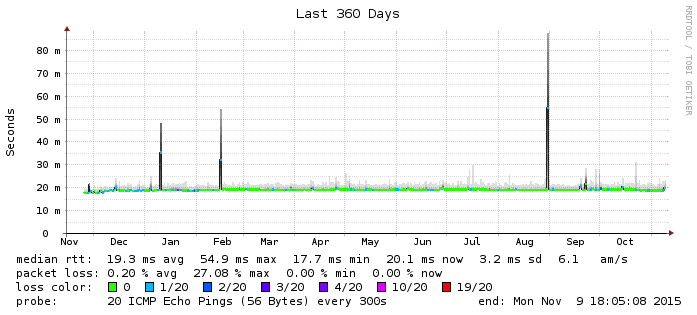 Last 360 Days
RRDTOOL / TOBI OETIKER
Seconds
80 m
70 m
60 m
50 m
40 m
30 m
20 m
10 m
0
Nov Dec Jan Feb Mar Apr May Jun Jul Aug Sep Oct
median rtt: 19.3 ms avg 54.9 ms max 17.7 ms min 20.1 ms now 3.2 ms sd 6.1 am/s
packet loss: 0.20 % avg 27.08 % max 0.00 % min 0.00 % now
loss color: 0 1/20 2/20 3/20 4/20 10/20 19/20
probe: 20 ICMP Echo Pings (56 Bytes) every 300s end: Mon Nov 9 18:05:08 2015